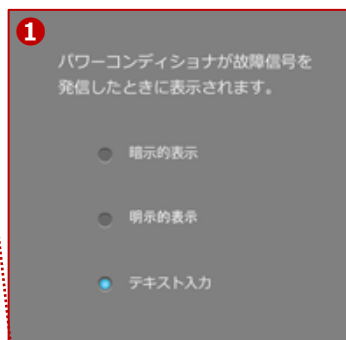 1
パワーコンディショナが故障信号を
発信したときに表示されます。
暗示的表示
明示的表示
テキスト入力